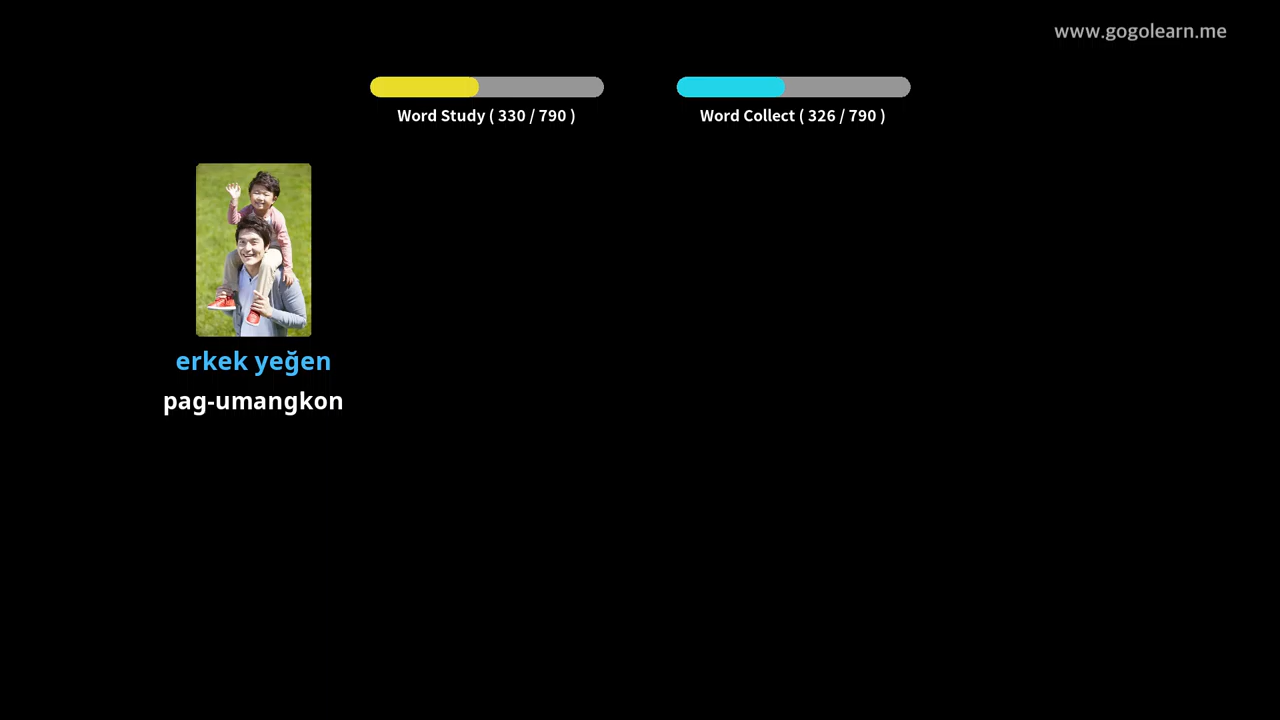 www.gogolearn.me
Word Study ( 330 / 790 )
Word Collect ( 326 / 790 )
erkek yeğen
pag-umangkon